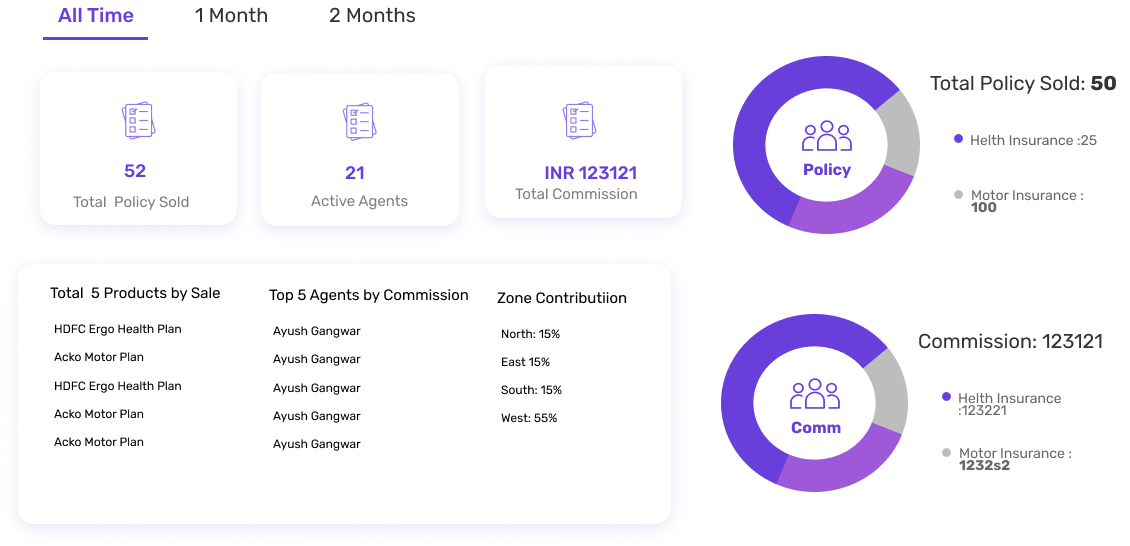 All Time
1 Month
2 Months
52
Total  Policy Sold
21
Active Agents
INR 123121
Total Commission
Policy
Total Policy Sold: 50
Helth Insurance :25
Motor Insurance :
100
Total  5 Products by Sale
HDFC Ergo Health Plan
Acko Motor Plan
HDFC Ergo Health Plan
Acko Motor Plan
Acko Motor Plan
Top 5 Agents by Commission
Ayush Gangwar
Ayush Gangwar
Ayush Gangwar
Ayush Gangwar
Ayush Gangwar
Zone Contributiion
North: 15%
East 15%
South: 15%
West: 55%
Comm
Commission: 123121
Helth Insurance
:123221
Motor Insurance :
1232s2